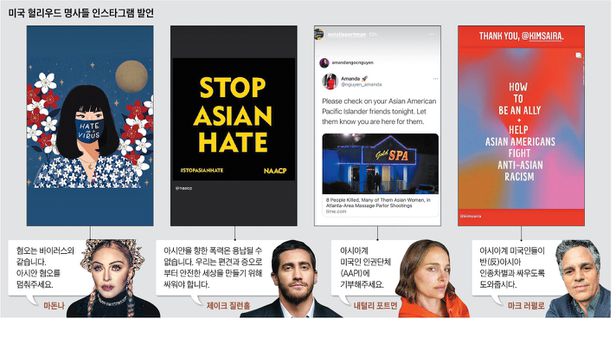 미국 헐리우드 명사들 인스타그램 발언
HATE
IS A
VIRUS
STOP
ASIAN
HATE
#STOPASIANHATE
NAACP
@naacp
natalieportman
amandangocnguyen
Amanda 🚀
@nguyen_amanda
Please check on your Asian American
Pacific Islander friends tonight. Let
them know you are here for them.
Gold SPA
8 People Killed, Many of Them Asian Women, in
Atlanta-Area Massage Parlor Shootings
time.com
THANK YOU, @KIMSAIRA.
HOW
TO
BE AN ALLY
+
HELP
ASIAN AMERICANS
FIGHT
ANTI-ASIAN
RACISM
@kimsaira
혐오는 바이러스와
같습니다.
아시안 혐오를
멈춰주세요.
마돈나
아시안을 향한 폭력은 용납될 수
없습니다. 우리는 편견과 증오로
부터 안전한 세상을 만들기 위해
싸워야 합니다.
제이크 질런홀
아시아계
미국인 인권단체
(AAPI)에
기부해주세요.
내털리 포트먼
아시아계 미국인들이
반(反)아시아
인종차별과 싸우도록
도와줍시다.
마크 러펄로